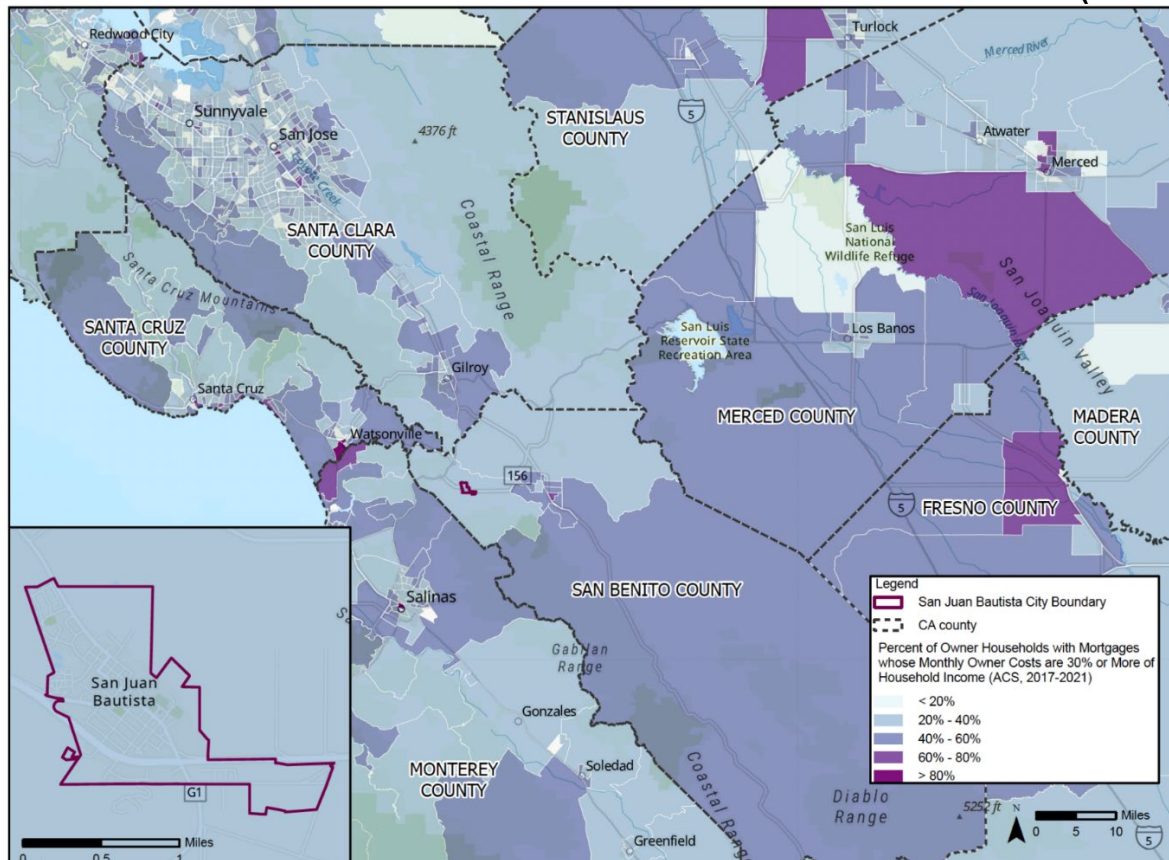 (
Redwood City
Turlock
Merced River
Sunnyvale
San Jose
4376 ft
STANISLAUS
COUNTY
5
Atwater
Merced
Creek
Coastal Range
SANTA CLARA
COUNTY
San Luis
National
Wildlife Refuge
San Joaquin Valley
Santa Cruz Mountains
SANTA CRUZ
COUNTY
San Luis
Reservoir State
Recreation Area
Los Banos
Gilroy
Santa Cruz
MERCED COUNTY
MADERA
COUNTY
Watsonville
156
5
FRESNO COUNTY
SAN BENITO COUNTY
Salinas
Gabilan
Range
Gonzales
Soledad
MONTEREY
COUNTY
Coastal Range
Diablo
Range
5252 ft
Greenfield
5
San Juan
Bautista
G1
0 0.5 1 Miles
Legend
San Juan Bautista City Boundary
CA county
Percent of Owner Households with Mortgages
whose Monthly Owner Costs are 30% or More of
Household Income (ACS, 2017-2021)
< 20%
20% - 40%
40% - 60%
60% - 80%
> 80%
N
Miles
0 5 10